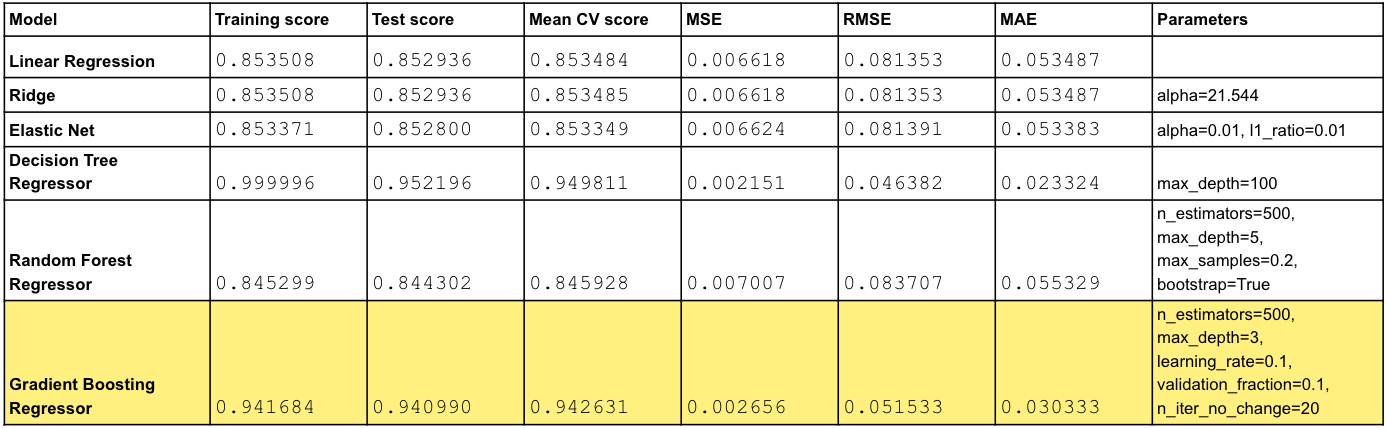 Model Training score Test score Mean CV score MSE RMSE MAE Parameters
Linear Regression 0.853508 0.852936 0.853484 0.006618 0.081353 0.053487
Ridge 0.853508 0.852936 0.853485 0.006618 0.081353 0.053487 alpha=21.544
Elastic Net 0.853371 0.852800 0.853349 0.006624 0.081391 0.053383 alpha=0.01, l1_ratio=0.01
Decision Tree
Regressor 0.999996 0.952196 0.949811 0.002151 0.046382 0.023324 max_depth=100
n_estimators=500,
max_depth=5,
Random Forest max_samples=0.2,
Regressor 0.845299 0.844302 0.845928 0.007007 0.083707 0.055329 bootstrap=True
n_estimators=500,
max_depth=3,
learning_rate=0.1,
Gradient Boosting validation_fraction=0.1,
Regressor 0.941684 0.940990 0.942631 0.002656 0.051533 0.030333 n_iter_no_change=20